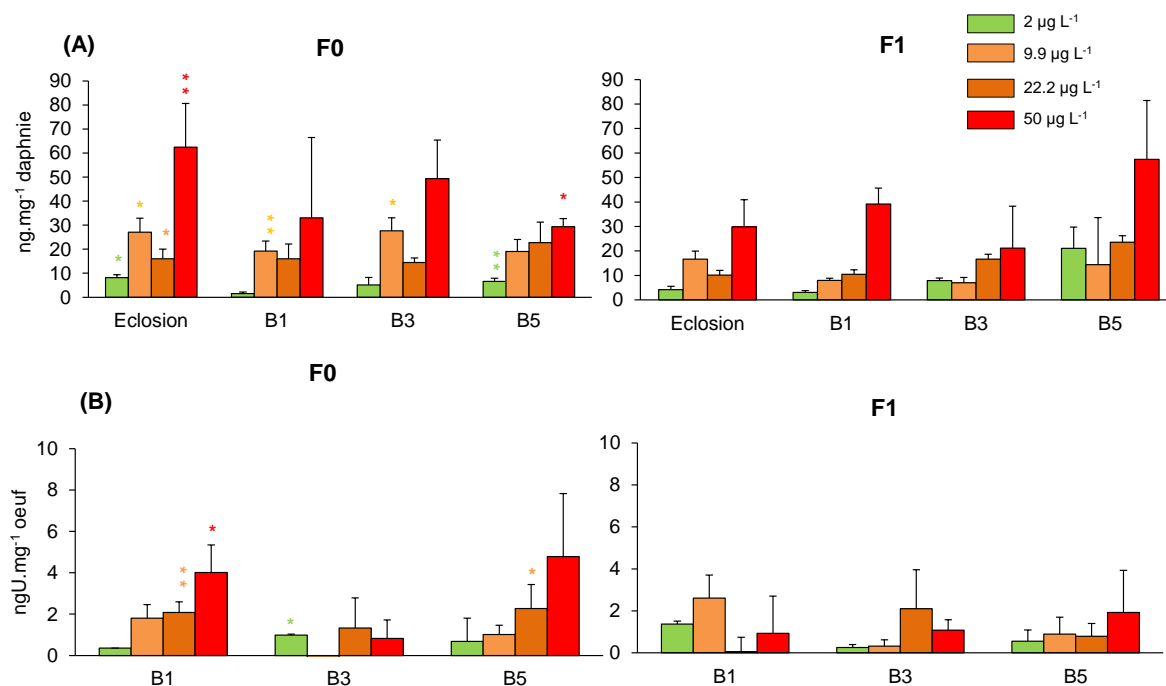 (A)
F0
F1
2 µg L⁻¹
9.9 µg L⁻¹
22.2 µg L⁻¹
50 µg L⁻¹
ng.mg⁻¹ daphnie
90
80
70
60
50
40
30
20
10
0
* * * ** ** * ** *
Eclosion B1 B3 B5
90
80
70
60
50
40
30
20
10
0
Eclosion B1 B3 B5
(B)
F0
F1
ngU.mg⁻¹ oeuf
10
8
6
4
2
0
** * * *
B1 B3 B5
10
8
6
4
2
0
B1 B3 B5